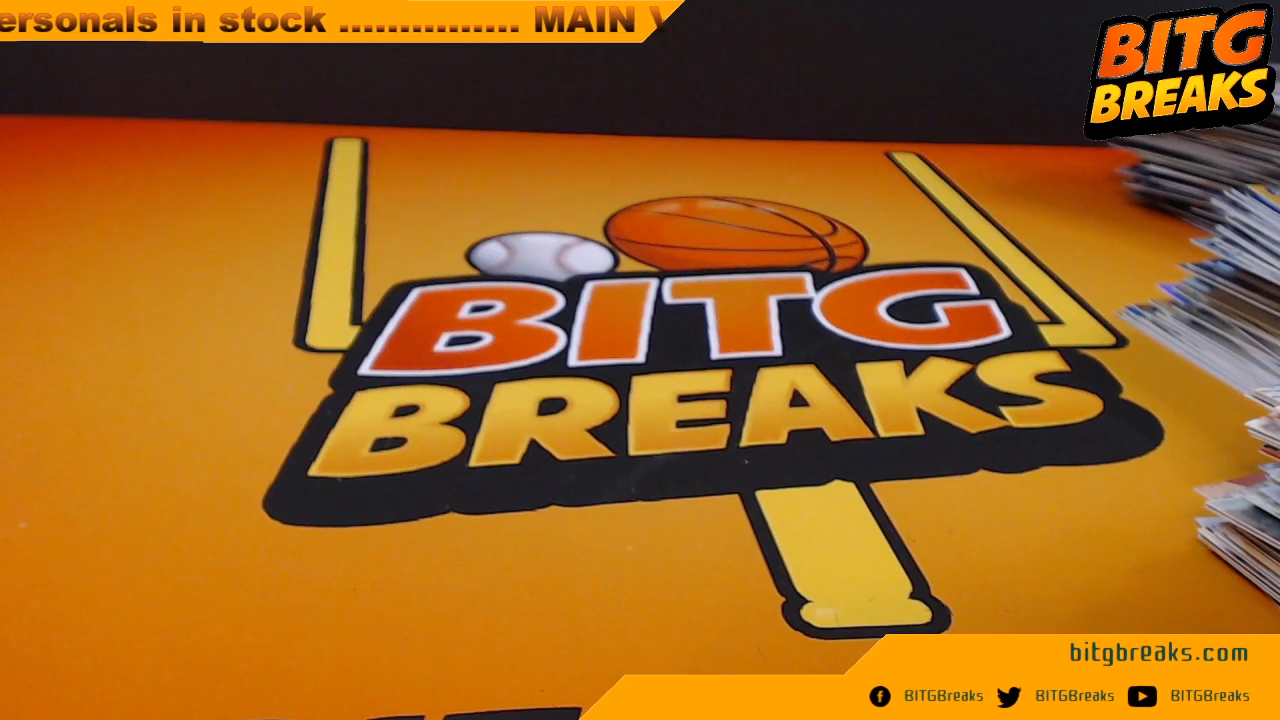 ersonals in stock ............... MAIN
BITG
BREAKS
BITG
BREAKS
bitgbreaks.com
BITGBreaks BITGBreaks BITGBreaks